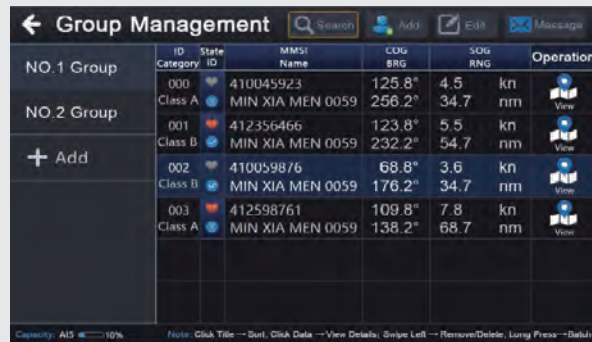 Group Management
Search
Add
Edit
Message
NO.1 Group
NO.2 Group
Add
ID Category
State ID
MMSI Name
COG BRG
SOG RNG
Operation
000 410045923 125.8° 4.5 kn
Class A MIN XIA MEN 0059 256.2° 34.7 nm View
001 412356466 123.8° 5.5 kn
Class B MIN XIA MEN 0059 232.2° 54.7 nm View
002 410059876 68.8° 3.6 kn
Class B MIN XIA MEN 0059 176.2° 34.7 nm View
003 412598761 109.8° 7.8 kn
Class A MIN XIA MEN 0059 138.2° 68.7 nm View
Capacity: AIS 10%
Note: Click Title → Sort, Click Data → View Details, Swipe Left → Remove/Delete, Long Press → Batch